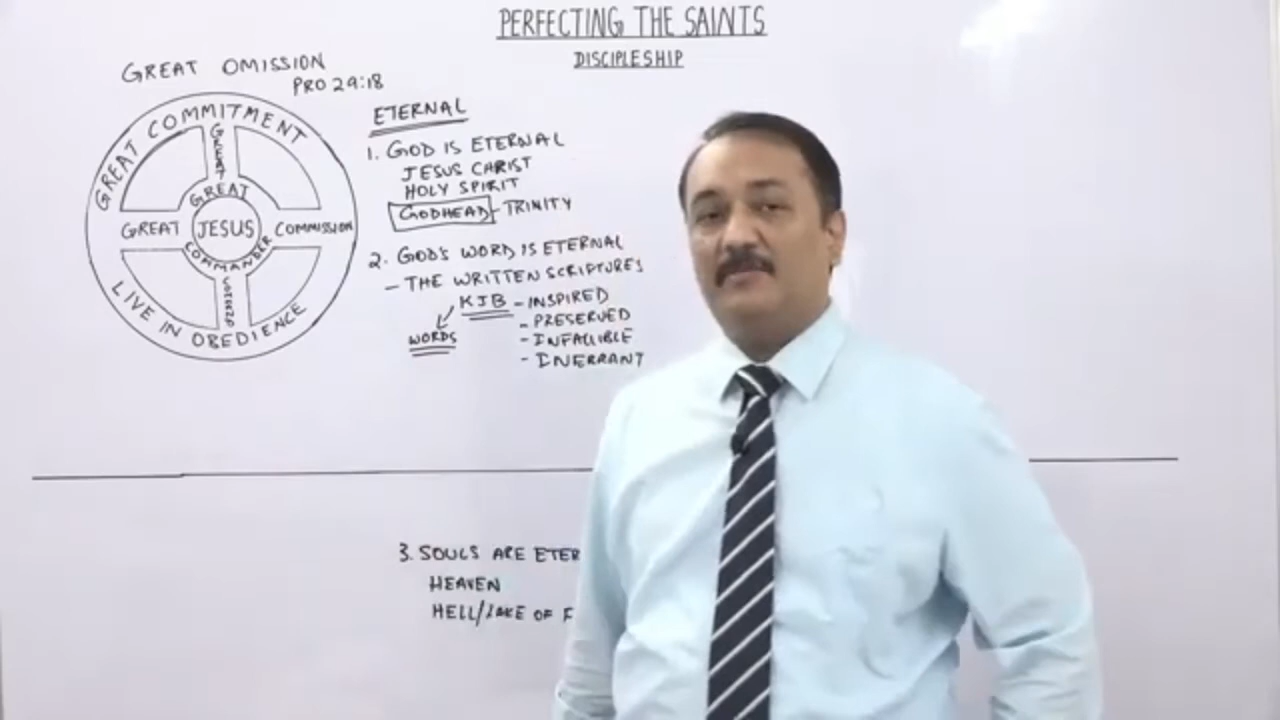 PERFECTING THE SAINTS
DISCIPLESHIP
GREAT OMISSION
PRO 29:18
GREAT COMMITMENT
GREAT
GREAT
GREAT JESUS COMMISSION
COMMANDER
LIVE IN OBEDIENCE
ETERNAL
1. GOD IS ETERNAL
JESUS CHRIST
HOLY SPIRIT
GODHEAD - TRINITY
2. GOD'S WORD IS ETERNAL
- THE WRITTEN SCRIPTURES
KJB - INSPIRED
- PRESERVED
WORDS
- INFALLIBLE
- INERRANT
3. SOULS ARE ETER
HEAVEN
HELL/LAKE OF F